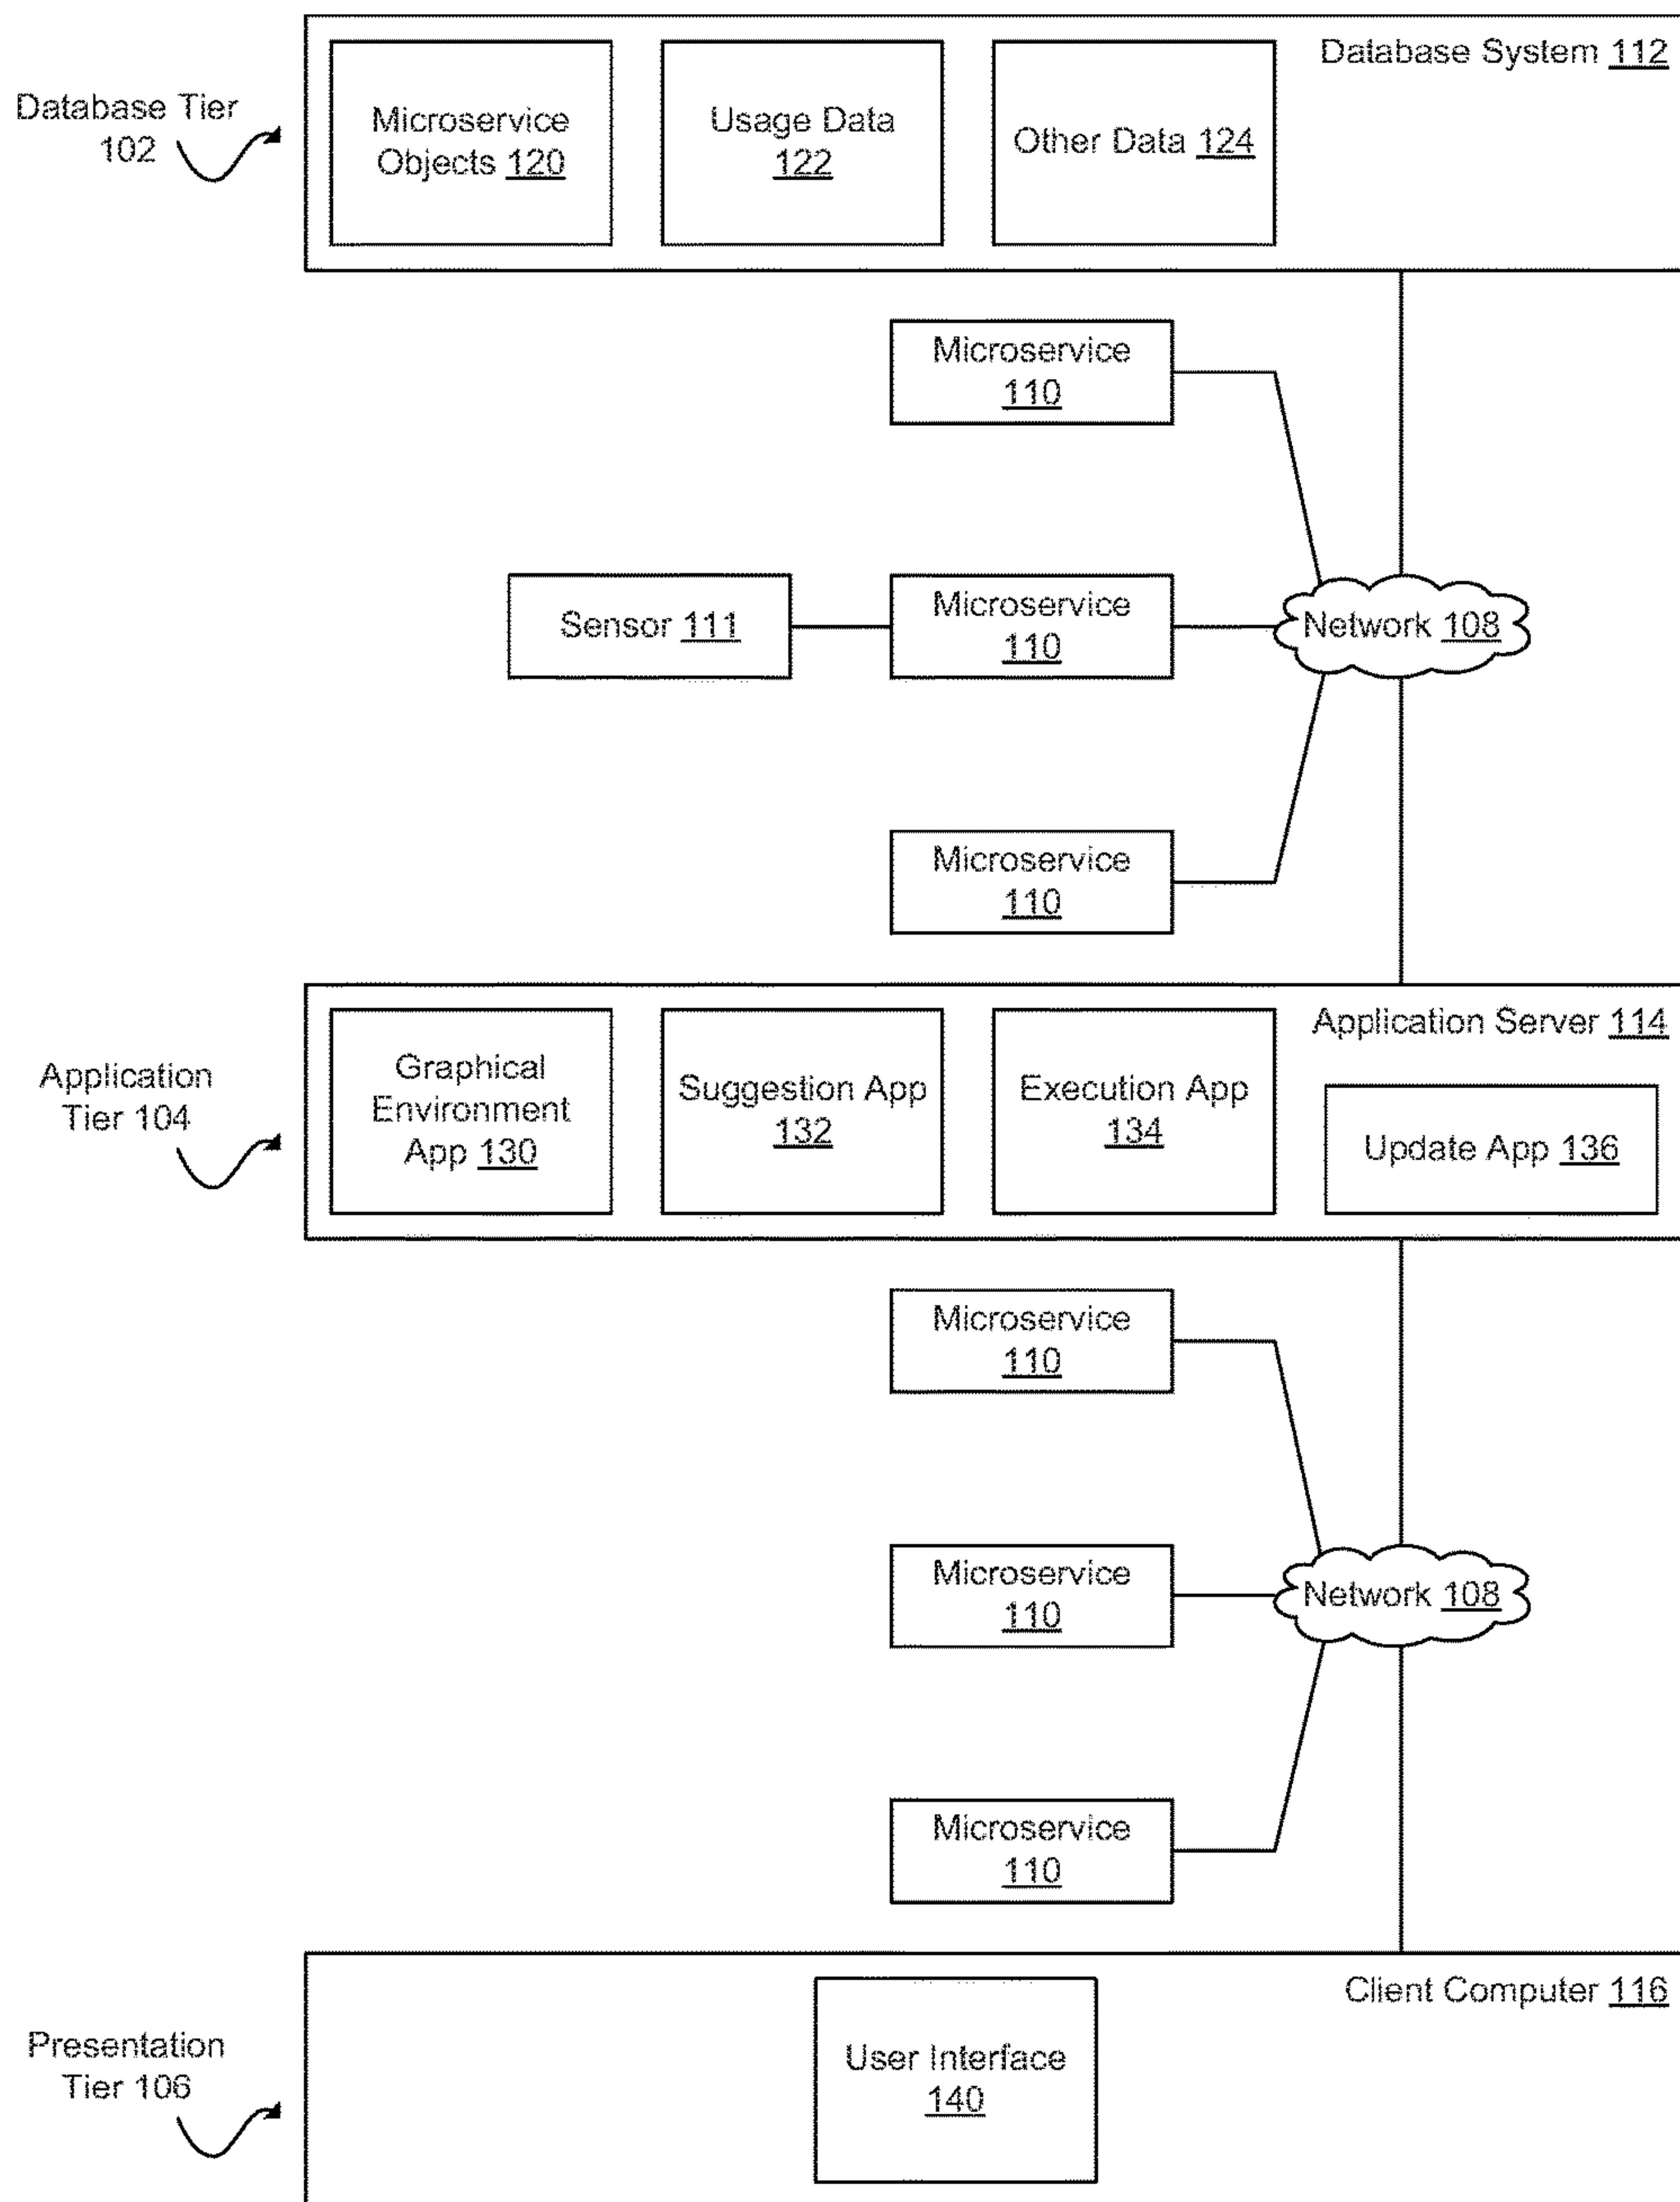 Database System 112
Database Tier
102
Microservice
Objects 120
Usage Data
122
Other Data 124
Microservice
110
Sensor 111
Microservice
110
Network 108
Microservice
110
Application Server 114
Application
Tier 104
Graphical
Environment
App 130
Suggestion App
132
Execution App
134
Update App 136
Microservice
110
Microservice
110
Network 108
Microservice
110
Client Computer 116
Presentation
Tier 106
User Interface
140